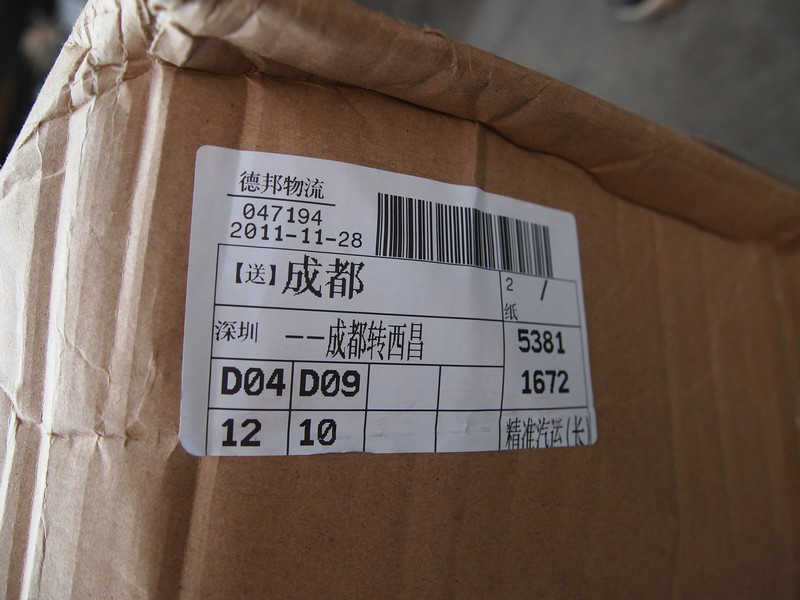 德邦物流
047194
2011-11-28
【送】成都
2 /
纸
深圳 ——成都转西昌
5381
1672
D04 D09
12 10
精准汽运(长)